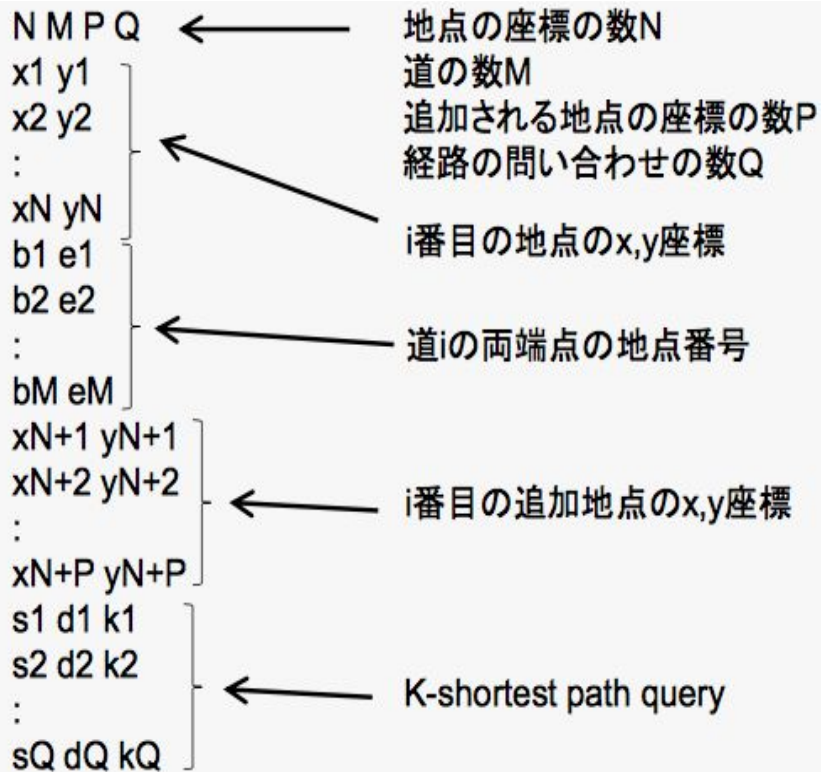 N M P Q
x1 y1
x2 y2
:
xN yN
b1 e1
b2 e2
:
bM eM
xN+1 yN+1
xN+2 yN+2
:
xN+P yN+P
s1 d1 k1
s2 d2 k2
:
sQ dQ kQ
地点の座標の数N
道の数M
追加される地点の座標の数P
経路の問い合わせの数Q
i番目の地点のx,y座標
道iの両端点の地点番号
i番目の追加地点のx,y座標
K-shortest path query